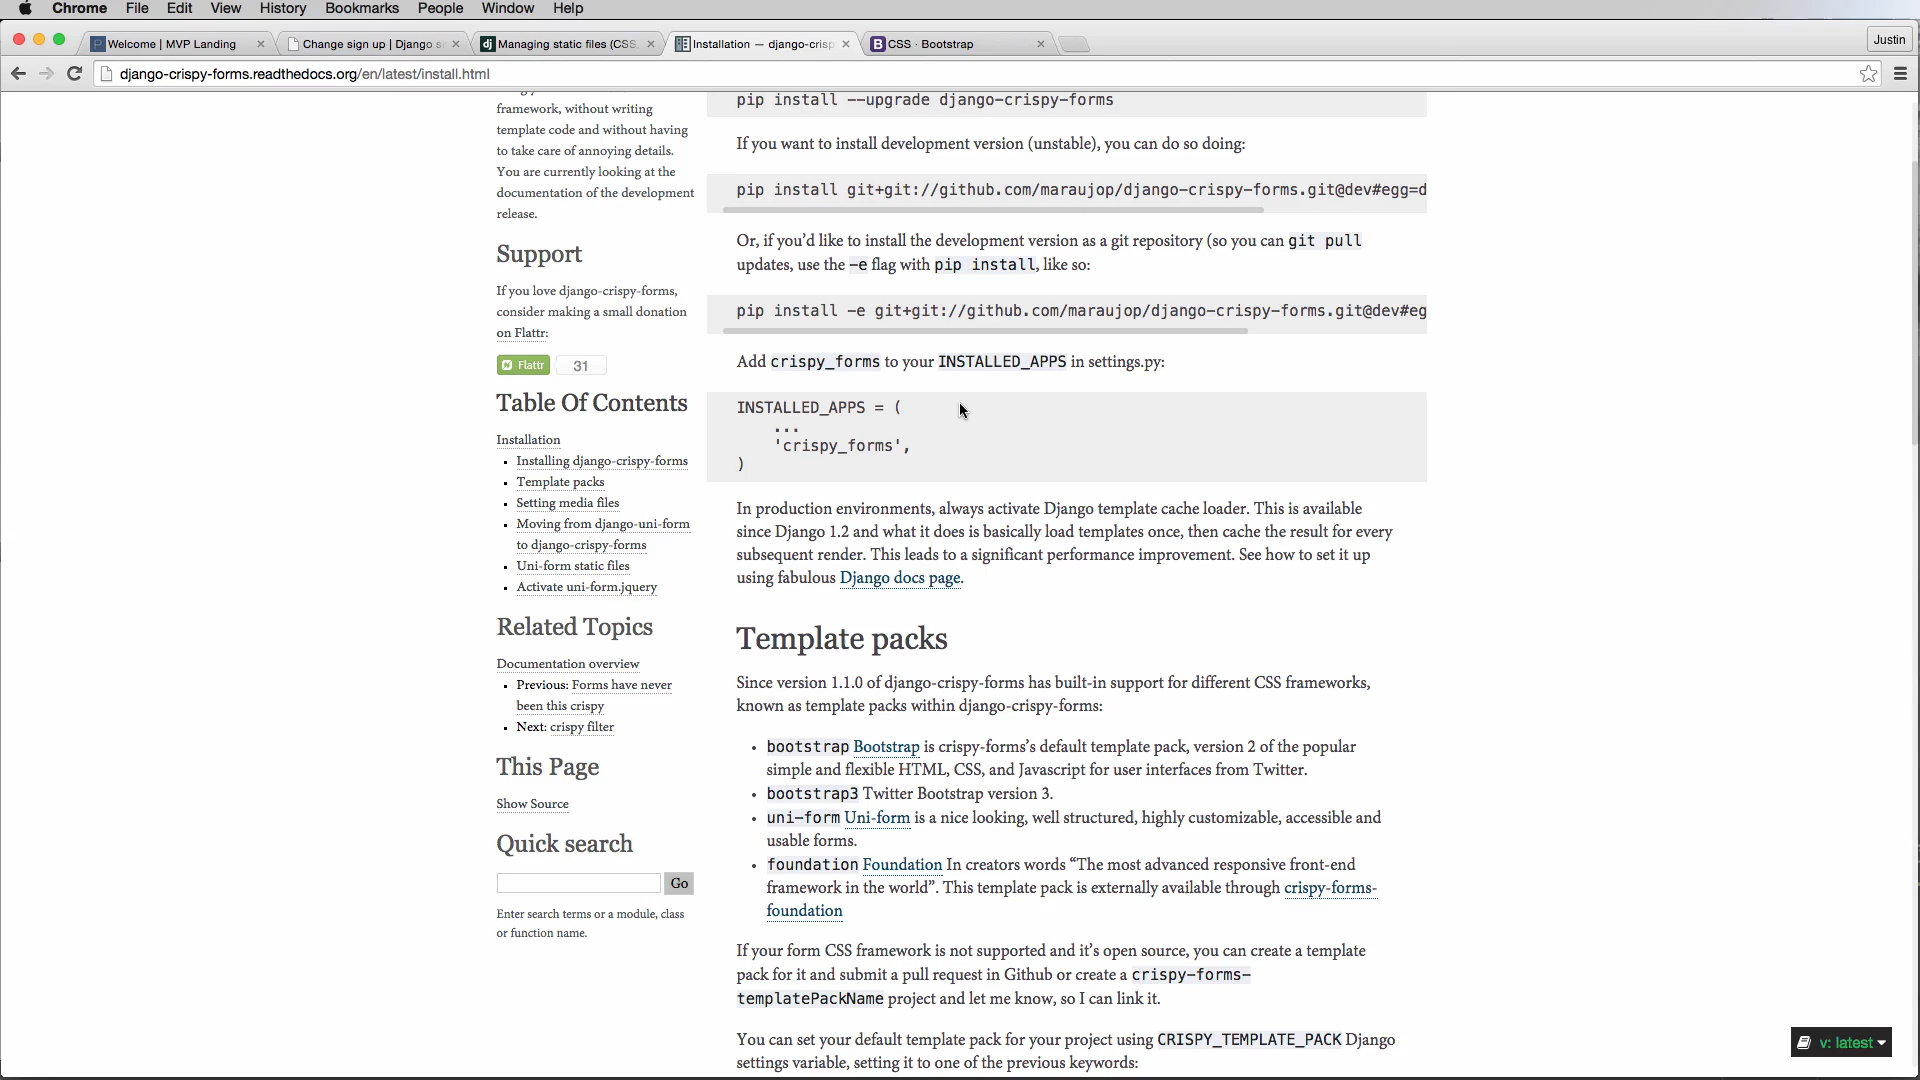 Chrome File Edit View History Bookmarks People Window Help
Welcome | MVP Landing
Change sign up | Django s
Managing static files (CSS,
Installation — django-crisp
CSS · Bootstrap
Justin
django-crispy-forms.readthedocs.org/en/latest/install.html
framework, without writing
template code and without having
to take care of annoying details.
You are currently looking at the
documentation of the development
release.
Support
If you love django-crispy-forms,
consider making a small donation
on Flattr:
Flattr 31
Table Of Contents
Installation
Installing django-crispy-forms
Template packs
Setting media files
Moving from django-uni-form
to django-crispy-forms
Uni-form static files
Activate uni-form.jquery
Related Topics
Documentation overview
Previous: Forms have never
been this crispy
Next: crispy filter
This Page
Show Source
Quick search
Go
Enter search terms or a module, class
or function name.
pip install --upgrade django-crispy-forms
If you want to install development version (unstable), you can do so doing:
pip install git+git://github.com/maraujop/django-crispy-forms.git@dev#egg=d
Or, if you'd like to install the development version as a git repository (so you can git pull
updates, use the -e flag with pip install, like so:
pip install -e git+git://github.com/maraujop/django-crispy-forms.git@dev#eg
Add crispy_forms to your INSTALLED_APPS in settings.py:
INSTALLED_APPS = (
...
'crispy_forms',
)
In production environments, always activate Django template cache loader. This is available
since Django 1.2 and what it does is basically load templates once, then cache the result for every
subsequent render. This leads to a significant performance improvement. See how to set it up
using fabulous Django docs page.
Template packs
Since version 1.1.0 of django-crispy-forms has built-in support for different CSS frameworks,
known as template packs within django-crispy-forms:
bootstrap Bootstrap is crispy-forms's default template pack, version 2 of the popular
simple and flexible HTML, CSS, and Javascript for user interfaces from Twitter.
bootstrap3 Twitter Bootstrap version 3.
uni-form Uni-form is a nice looking, well structured, highly customizable, accessible and
usable forms.
foundation Foundation In creators words “The most advanced responsive front-end
framework in the world”. This template pack is externally available through crispy-forms-
foundation
If your form CSS framework is not supported and it's open source, you can create a template
pack for it and submit a pull request in Github or create a crispy-forms-
templatePackName project and let me know, so I can link it.
You can set your default template pack for your project using CRISPY_TEMPLATE_PACK Django
settings variable, setting it to one of the previous keywords:
v: latest